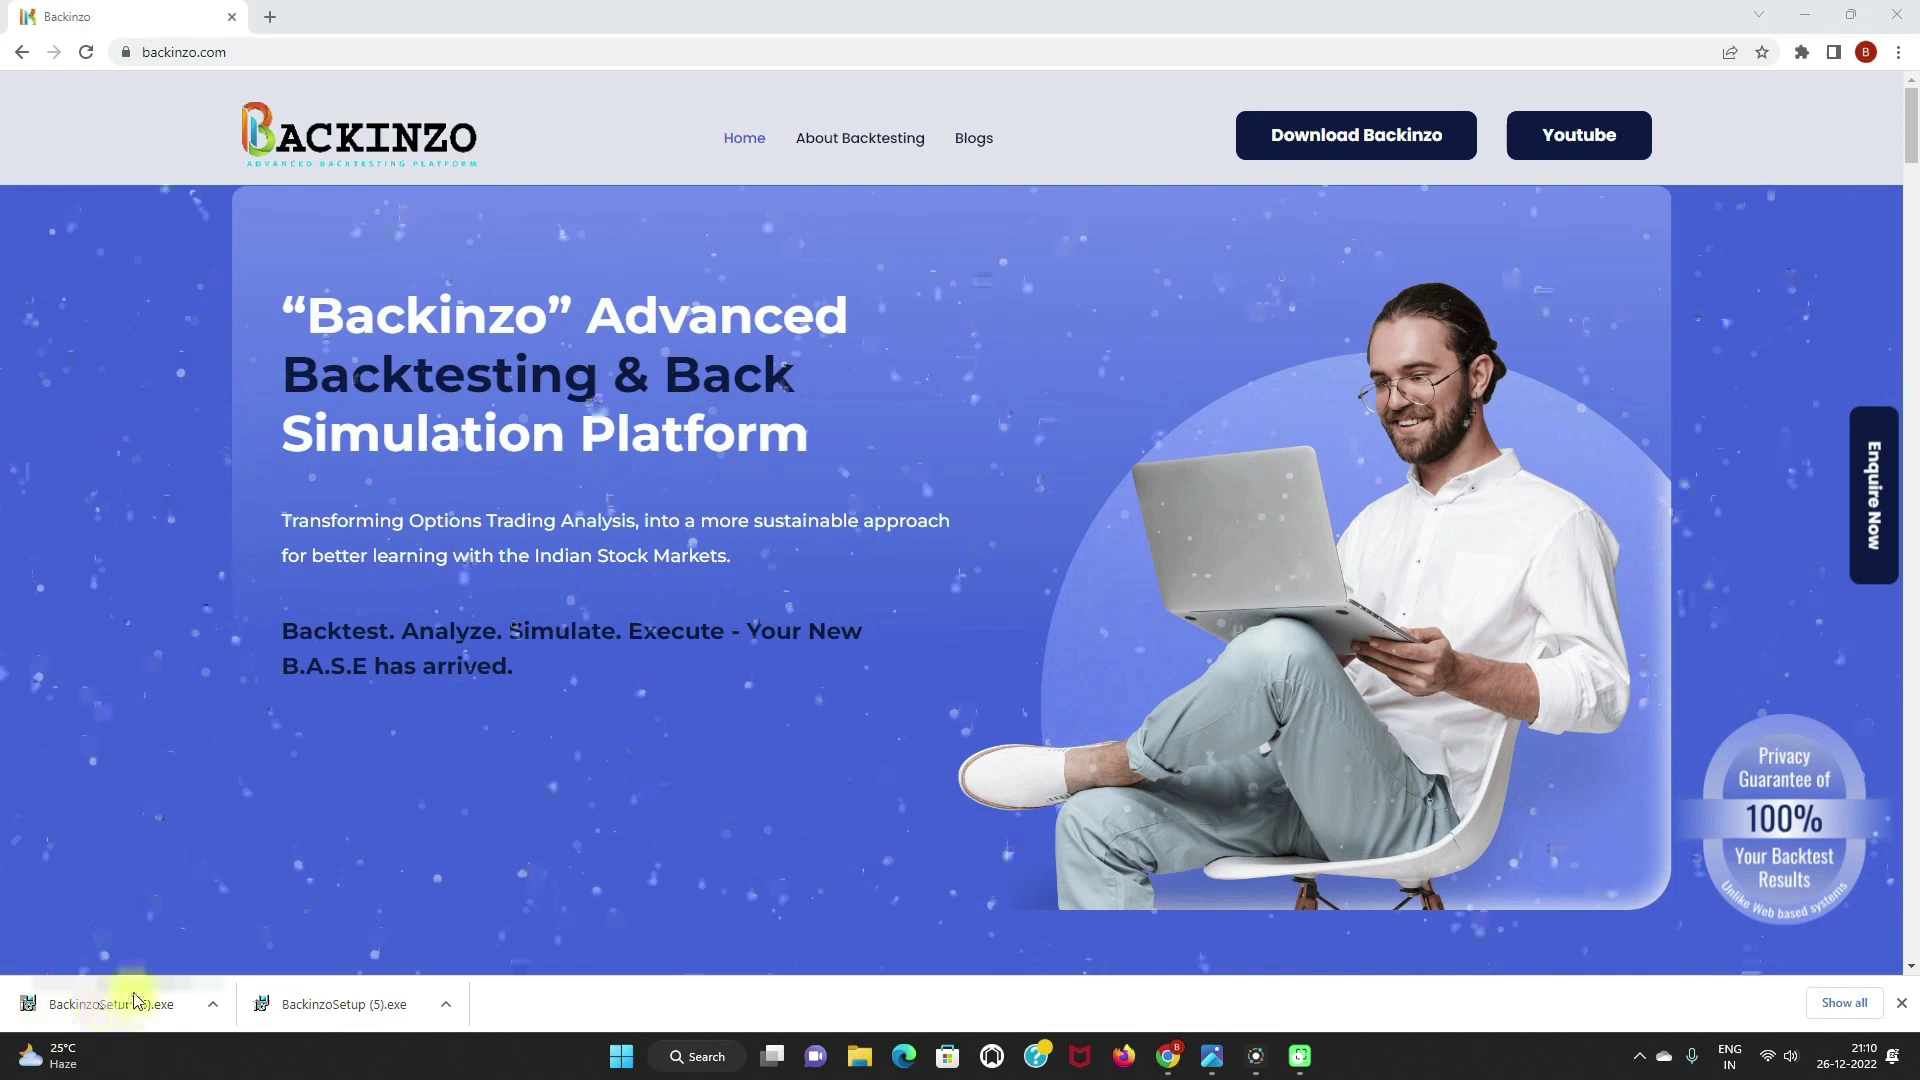 Backinzo
backinzo.com
B
BACKINZO
ADVANCED BACKTESTING PLATFORM
Home
About Backtesting
Blogs
Download Backinzo
Youtube
“Backinzo” Advanced
Backtesting & Back
Simulation Platform
Transforming Options Trading Analysis, into a more sustainable approach
for better learning with the Indian Stock Markets.
Backtest. Analyze. Simulate. Execute - Your New
B.A.S.E has arrived.
Enquire Now
Privacy
Guarantee of
100%
Your Backtest
Results
Unlike Web based systems
BackinzoSetup
.exe
BackinzoSetup (5).exe
Show all
25°C
Haze
Search
B
ENG
IN
21:10
26-12-2022